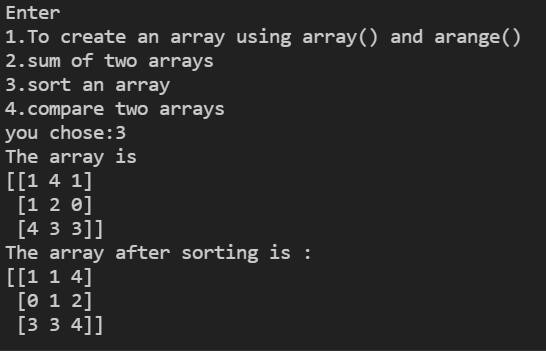 Enter
1.To create an array using array() and arange()
2.sum of two arrays
3.sort an array
4.compare two arrays
you chose:3
The array is
[[1 4 1]
 [1 2 0]
 [4 3 3]]
The array after sorting is :
[[1 1 4]
 [0 1 2]
 [3 3 4]]